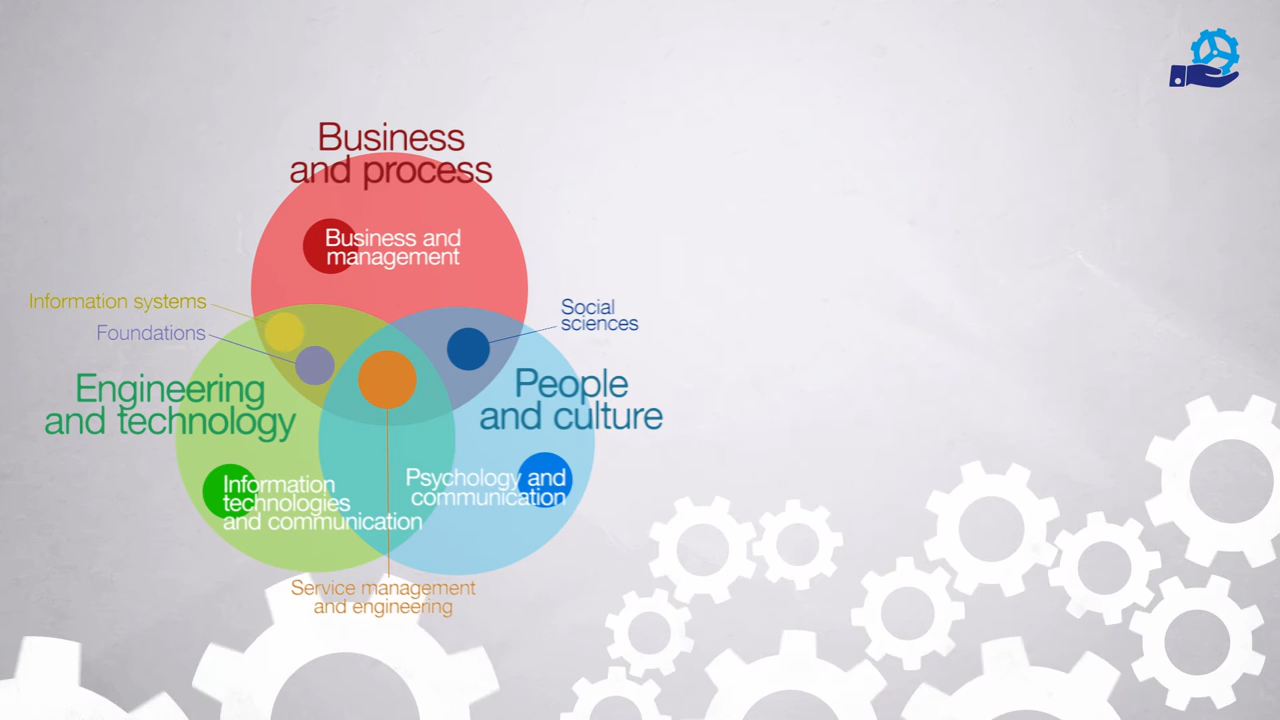 Business
and process
Business and
management
Information systems
Foundations
Social
sciences
Engineering
and technology
People
and culture
Information
technologies
and communication
Psychology and
communication
Service management
and engineering